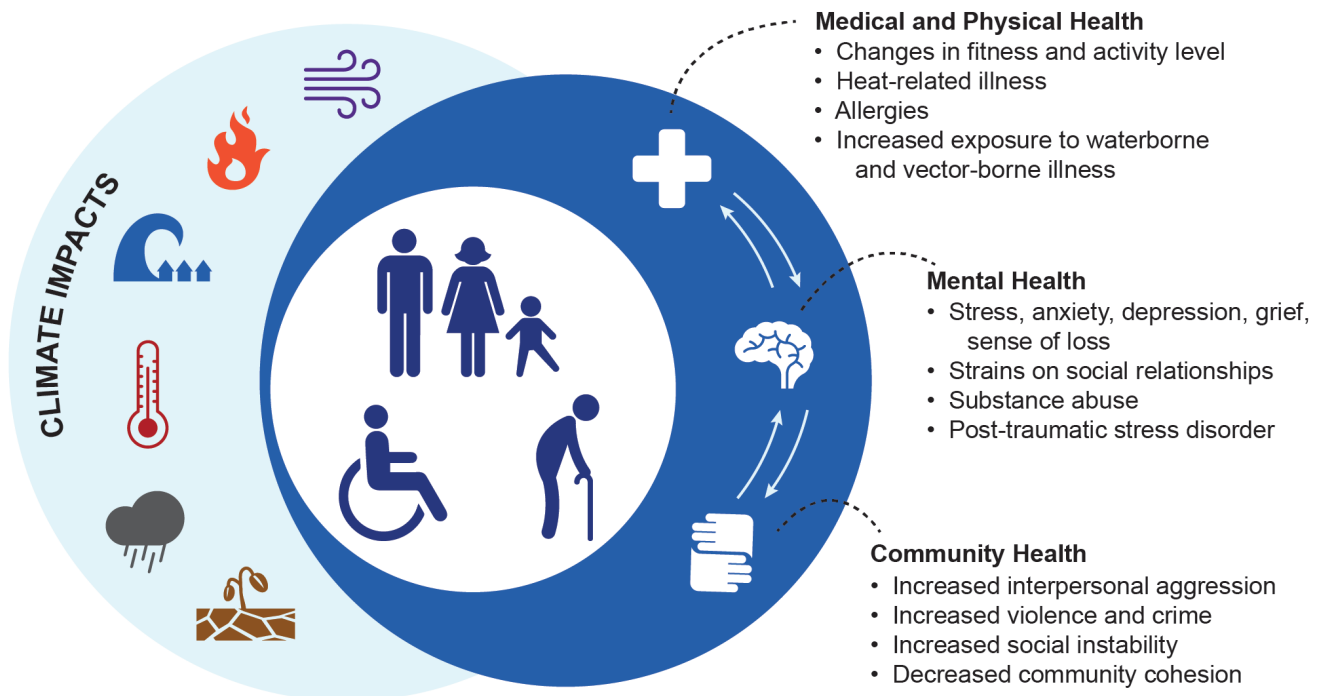 CLIMATE IMPACTS
Medical and Physical Health
• Changes in fitness and activity level
• Heat-related illness
• Allergies
• Increased exposure to waterborne
and vector-borne illness
Mental Health
• Stress, anxiety, depression, grief,
sense of loss
• Strains on social relationships
• Substance abuse
• Post-traumatic stress disorder
Community Health
• Increased interpersonal aggression
• Increased violence and crime
• Increased social instability
• Decreased community cohesion